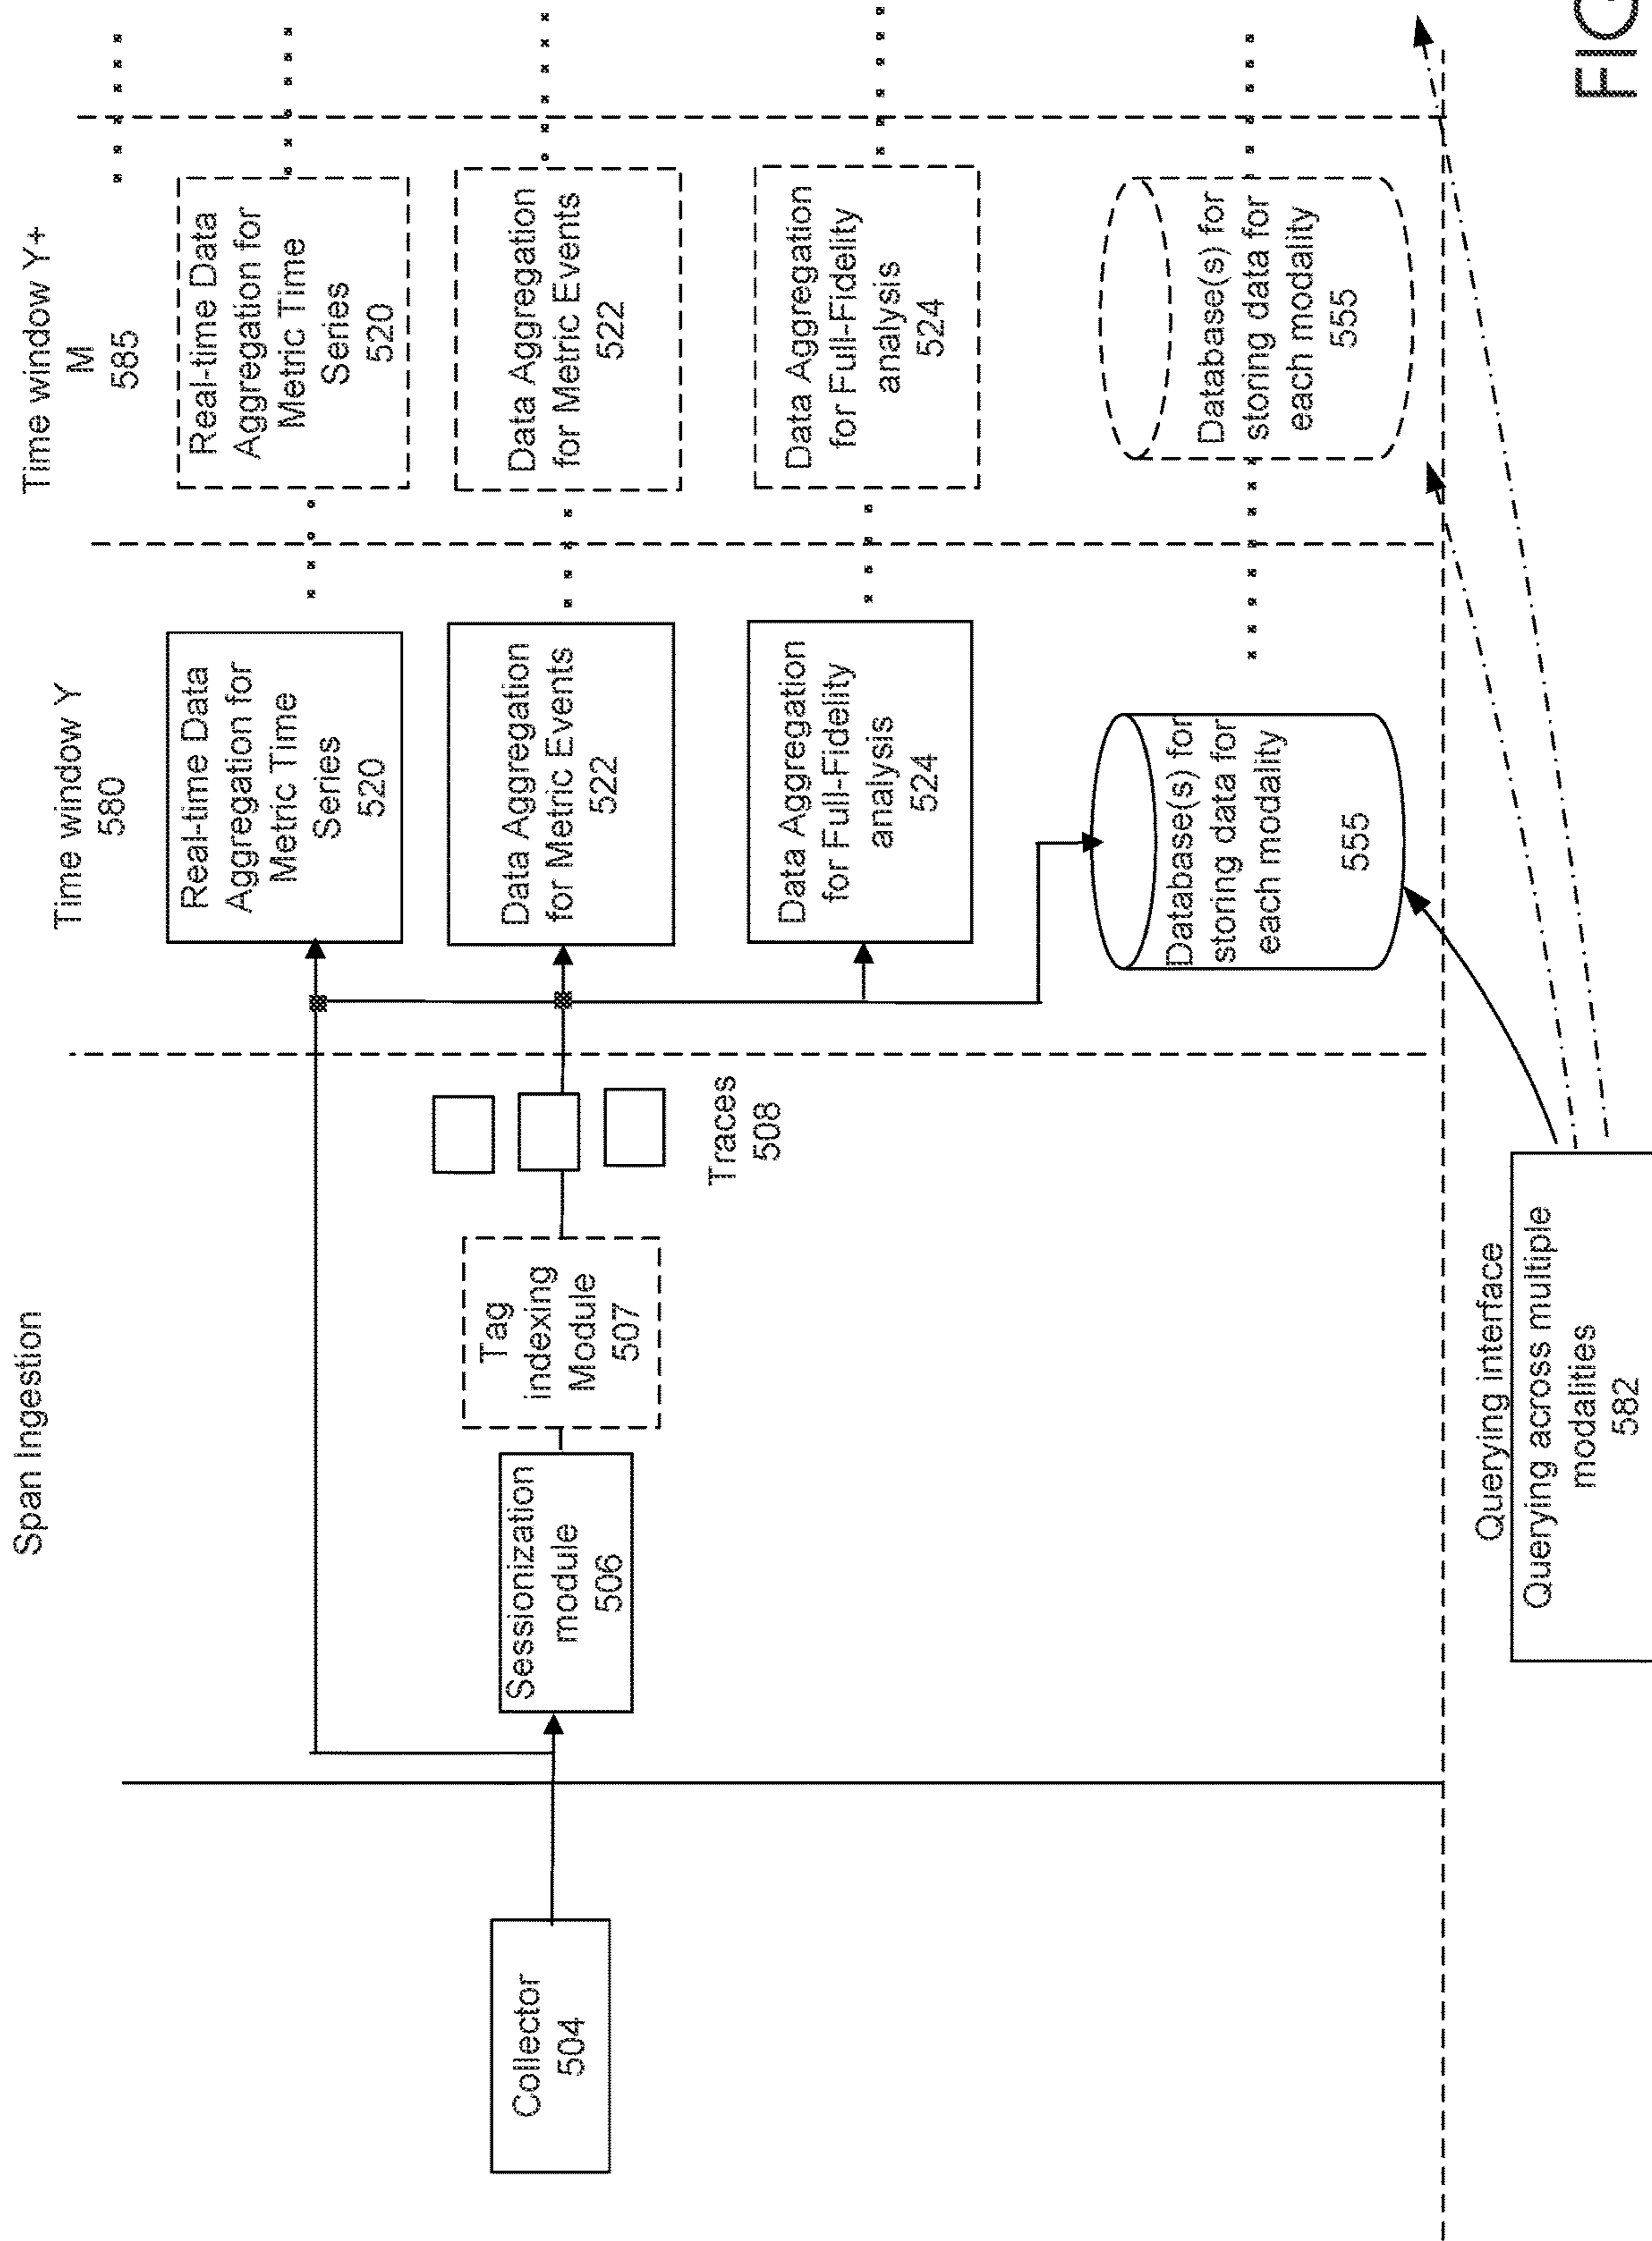 Span Ingestion
Time window Y
580
Time window Y+
M
585
Collector
504
Sessionization
module
506
Tag
indexing
Module
507
Traces
508
Real-time Data
Aggregation for
Metric Time
Series
520
Data Aggregation
for Metric Events
522
Data Aggregation
for Full-Fidelity
analysis
524
Database(s) for
storing data for
each modality
555
Real-time Data
Aggregation for
Metric Time
Series
520
Data Aggregation
for Metric Events
522
Data Aggregation
for Full-Fidelity
analysis
524
Database(s) for
storing data for
each modality
555
Querying interface
Querying across multiple
modalities
582
FIG